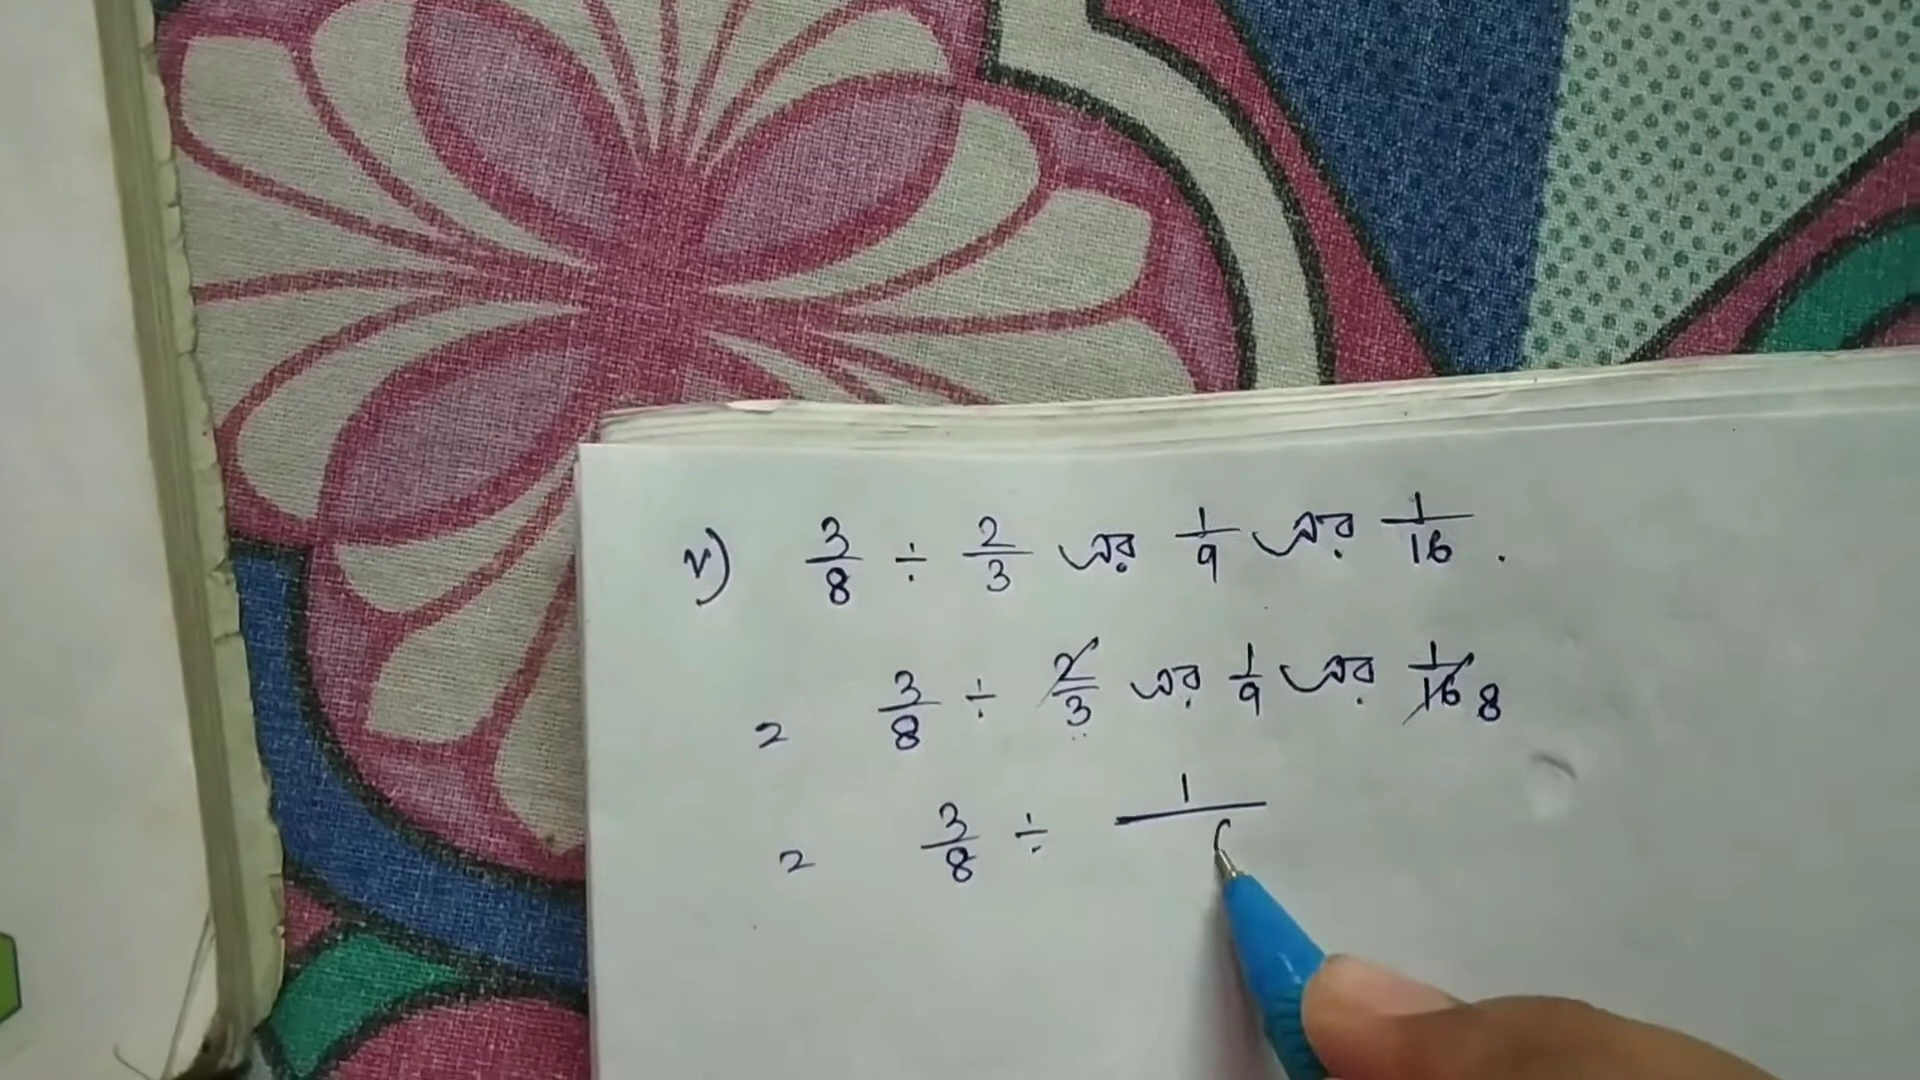 ৮) 3/8 ÷ 2/3 এর 1/9 এর 1/16 .
= 3/8 ÷ 2/3 এর 1/9 এর 1/16 8
= 3/8 ÷ 1/